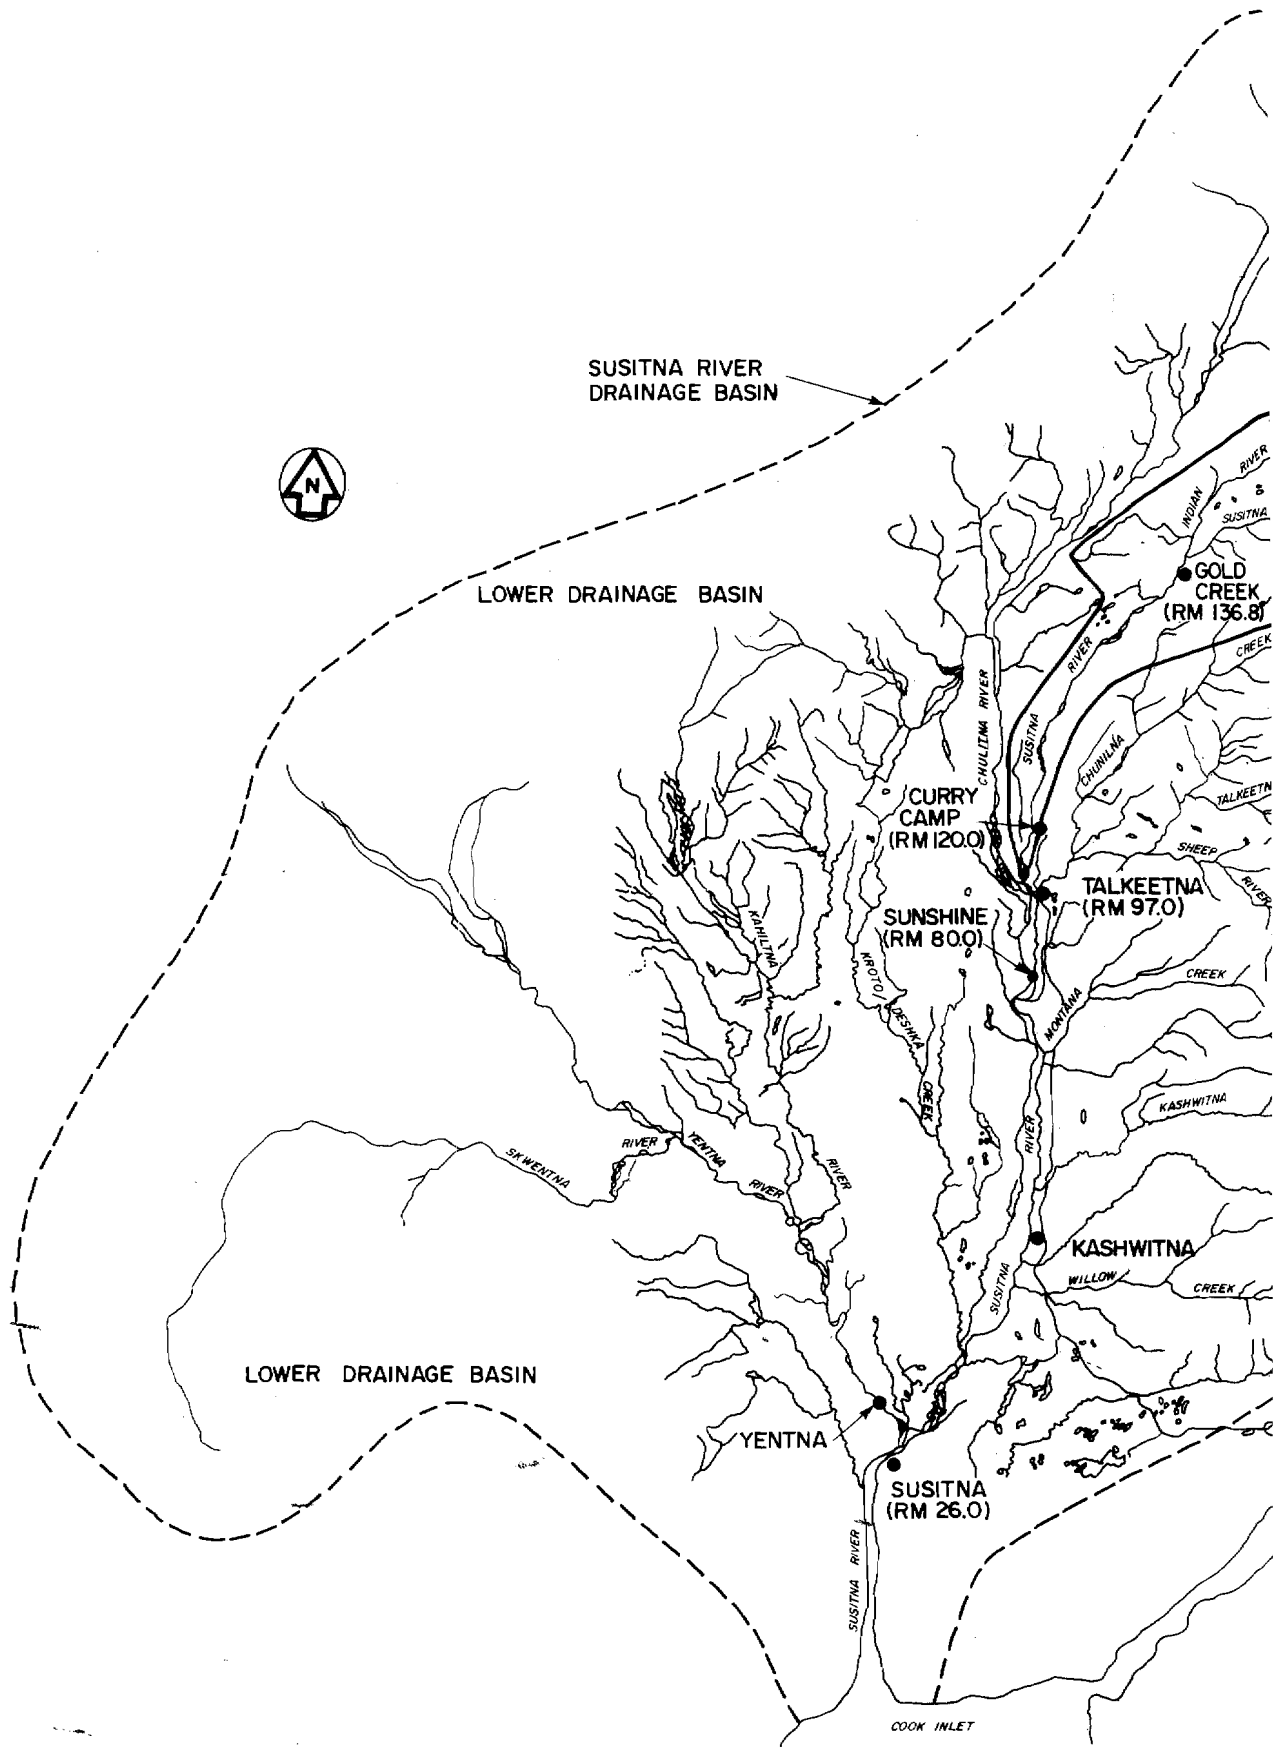 SUSITNA RIVER
DRAINAGE BASIN
N
LOWER DRAINAGE BASIN
INDIAN
RIVER
SUSITNA
GOLD
CREEK
(RM 136.8)
CREEK
RIVER
SUSITNA
CHULITNA RIVER
CHUNILNA
CURRY
CAMP
(RM 120.0)
TALKEETN
SHEEP
RIVER
TALKEETNA
(RM 97.0)
SUNSHINE
(RM 80.0)
KAHILTNA
KROTO/
DESHKA
CREEK
MONTANA
CREEK
KASHWITNA
RIVER
SKWENTNA
RIVER
YENTNA
RIVER
RIVER
KASHWITNA
SUSITNA
WILLOW
CREEK
LOWER DRAINAGE BASIN
YENTNA
SUSITNA
(RM 26.0)
SUSITNA RIVER
COOK INLET